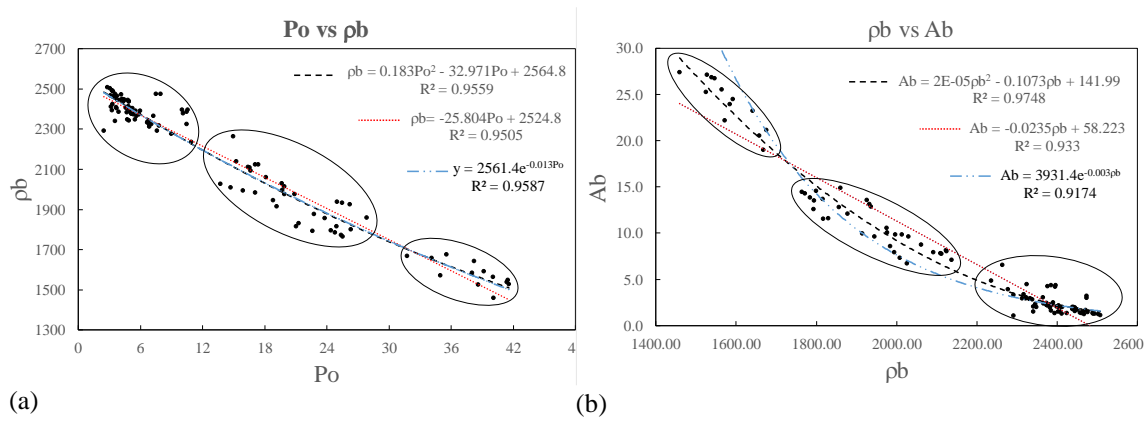 Po vs ρb
2700
2500
2300
2100
1900
1700
1500
1300
ρb
0
6
12
18
24
30
36
42
4
Po
ρb = 0.183Po² - 32.971Po + 2564.8
R² = 0.9559
ρb= -25.804Po + 2524.8
R² = 0.9505
y = 2561.4e^-0.013Po
R² = 0.9587
(a)
ρb vs Ab
30.0
25.0
20.0
15.0
10.0
5.0
0.0
Ab
1400.00
1600.00
1800.00
2000.00
2200.00
2400.00
2600
ρb
Ab = 2E-05ρb² - 0.1073ρb + 141.99
R² = 0.9748
Ab = -0.0235ρb + 58.223
R² = 0.933
Ab = 3931.4e^-0.003ρb
R² = 0.9174
(b)